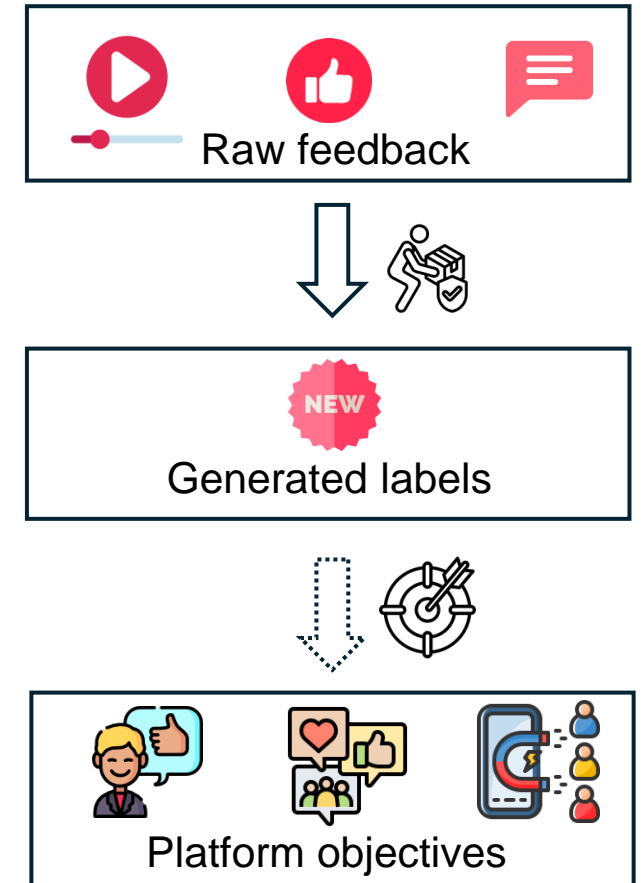 Raw feedback
NEW
Generated labels
Platform objectives